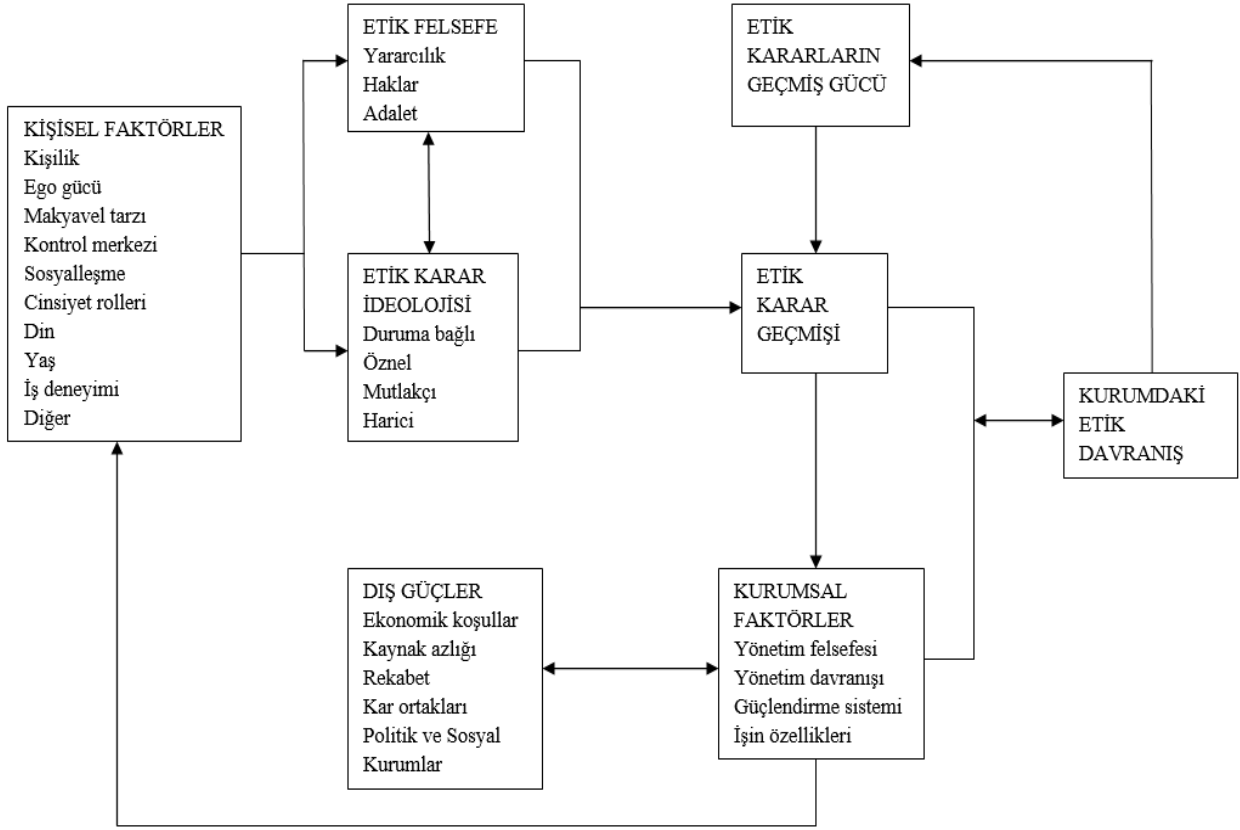 KİŞİSEL FAKTÖRLER
Kişilik
Ego gücü
Makyavel tarzı
Kontrol merkezi
Sosyalleşme
Cinsiyet rolleri
Din
Yaş
İş deneyimi
Diğer
ETİK FELSEFE
Yararcılık
Haklar
Adalet
ETİK KARAR
İDEOLOJİSİ
Duruma bağlı
Öznel
Mutlakçı
Harici
ETİK
KARARLARIN
GEÇMİŞ GÜCÜ
ETİK
KARAR
GEÇMİŞİ
KURUMDAKİ
ETİK
DAVRANIŞ
DIŞ GÜÇLER
Ekonomik koşullar
Kaynak azlığı
Rekabet
Kar ortakları
Politik ve Sosyal
Kurumlar
KURUMSAL
FAKTÖRLER
Yönetim felsefesi
Yönetim davranışı
Güçlendirme sistemi
İşin özellikleri